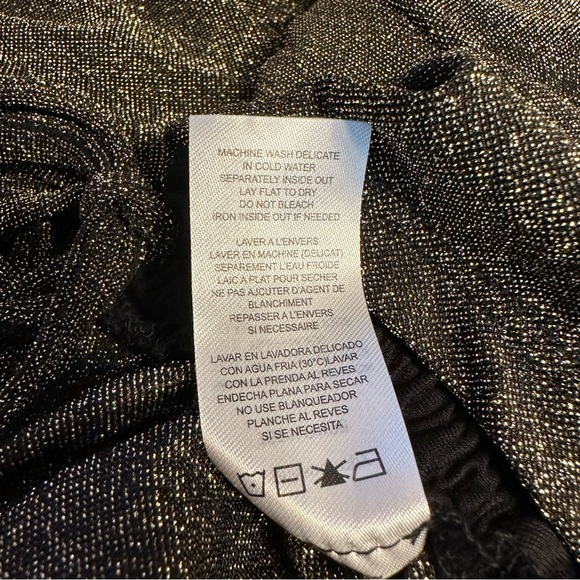 MACHINE WASH DELICATE
IN COLD WATER
SEPARATELY INSIDE OUT
LAY FLAT TO DRY
DO NOT BLEACH
IRON INSIDE OUT IF NEEDED
LAVER A L'ENVERS
LAVER EN MACHINE (DELICAT)
SEPAREMENT L'EAU FROIDE
LAIC A PLAT POUR SECHER
NE PAS AJCUTER D'AGENT DE
BLANCHIMENT
REPASSER A L'ENVERS
SI NECESSAIRE
LAVAR EN LAVADORA DELICADO
CON AGUA FRIA (30°C)LAVAR
CON LA PRENDA AL REVES
ENDECHA PLANA PARA SECAR
NO USE BLANQUEADOR
PLANCHE AL REVES
SI SE NECESITA